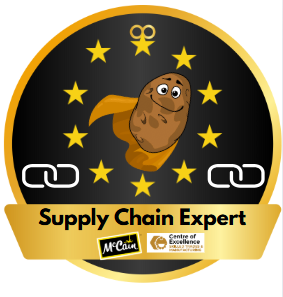 Supply Chain Expert
McCain
Centre of
Excellence